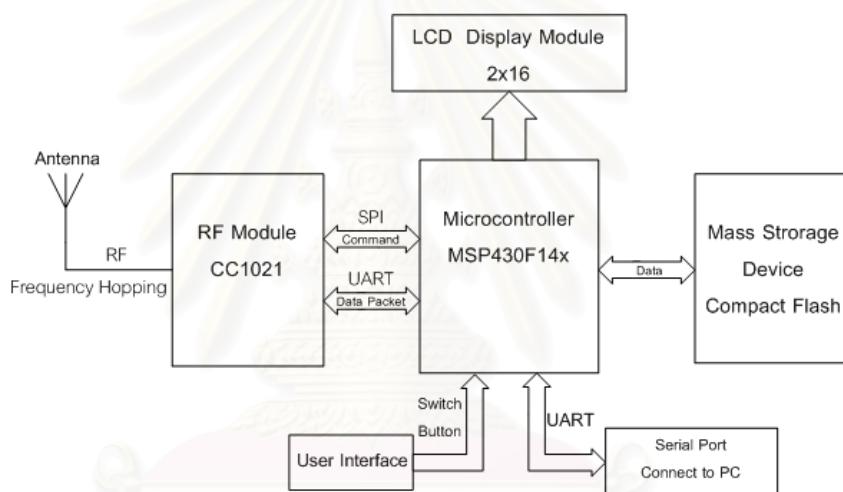 LCD Display Module
2x16
Antenna
RF
Frequency Hopping
RF Module
CC1021
SPI
Command
UART
Data Packet
Microcontroller
MSP430F14x
Data
Mass Strorage
Device
Compact Flash
Switch
Button
User Interface
UART
Serial Port
Connect to PC